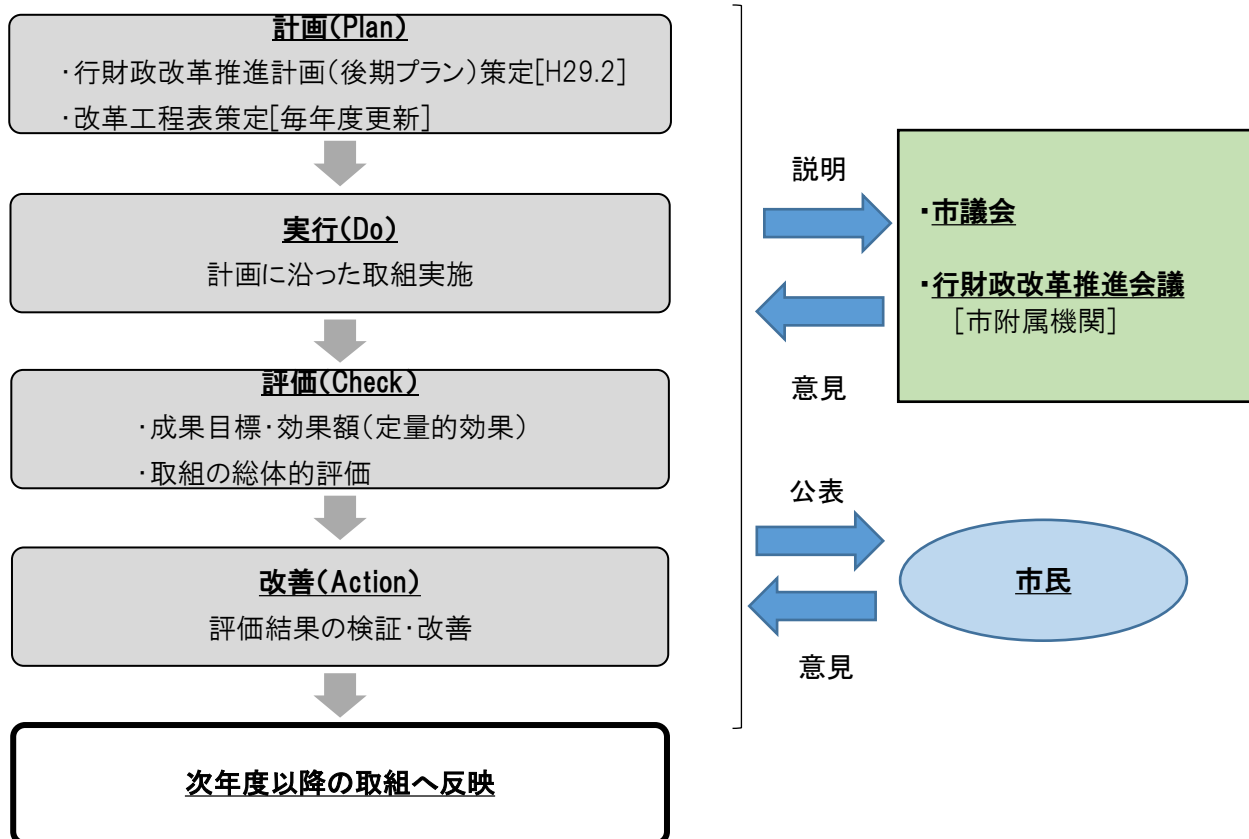 計画(Plan)
・行財政改革推進計画(後期プラン)策定[H29.2]
・改革工程表策定[毎年度更新]
実行(Do)
計画に沿った取組実施
評価(Check)
・成果目標・効果額(定量的効果)
・取組の総体的評価
改善(Action)
評価結果の検証・改善
次年度以降の取組へ反映
説明
意見
・市議会
・行財政改革推進会議
[市附属機関]
公表
意見
市民